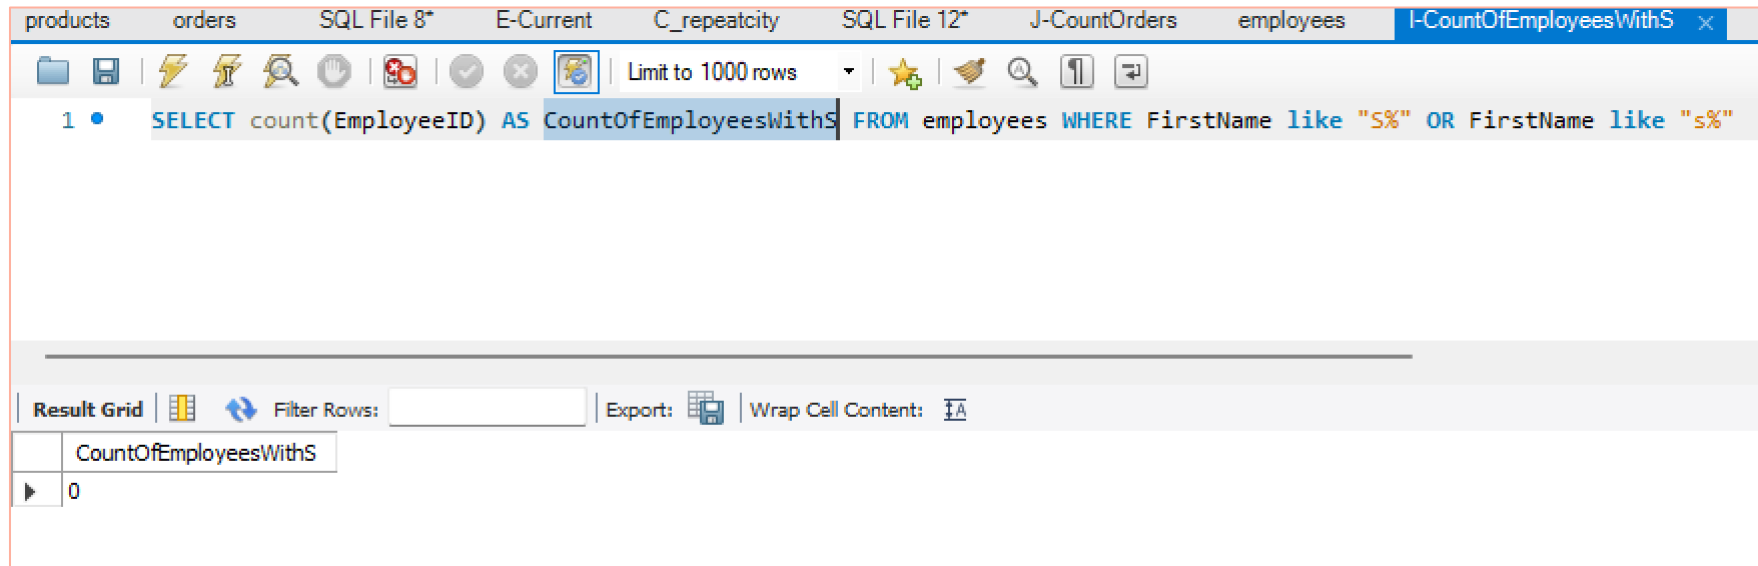 products orders SQL File 8* E-Current C_repeatcity SQL File 12* J-CountOrders employees I-CountOfEmployeesWithS
Limit to 1000 rows
1 SELECT count(EmployeeID) AS CountOfEmployeesWithS FROM employees WHERE FirstName like "S%" OR FirstName like "s%"
Result Grid Filter Rows: Export: Wrap Cell Content:
CountOfEmployeesWithS
0